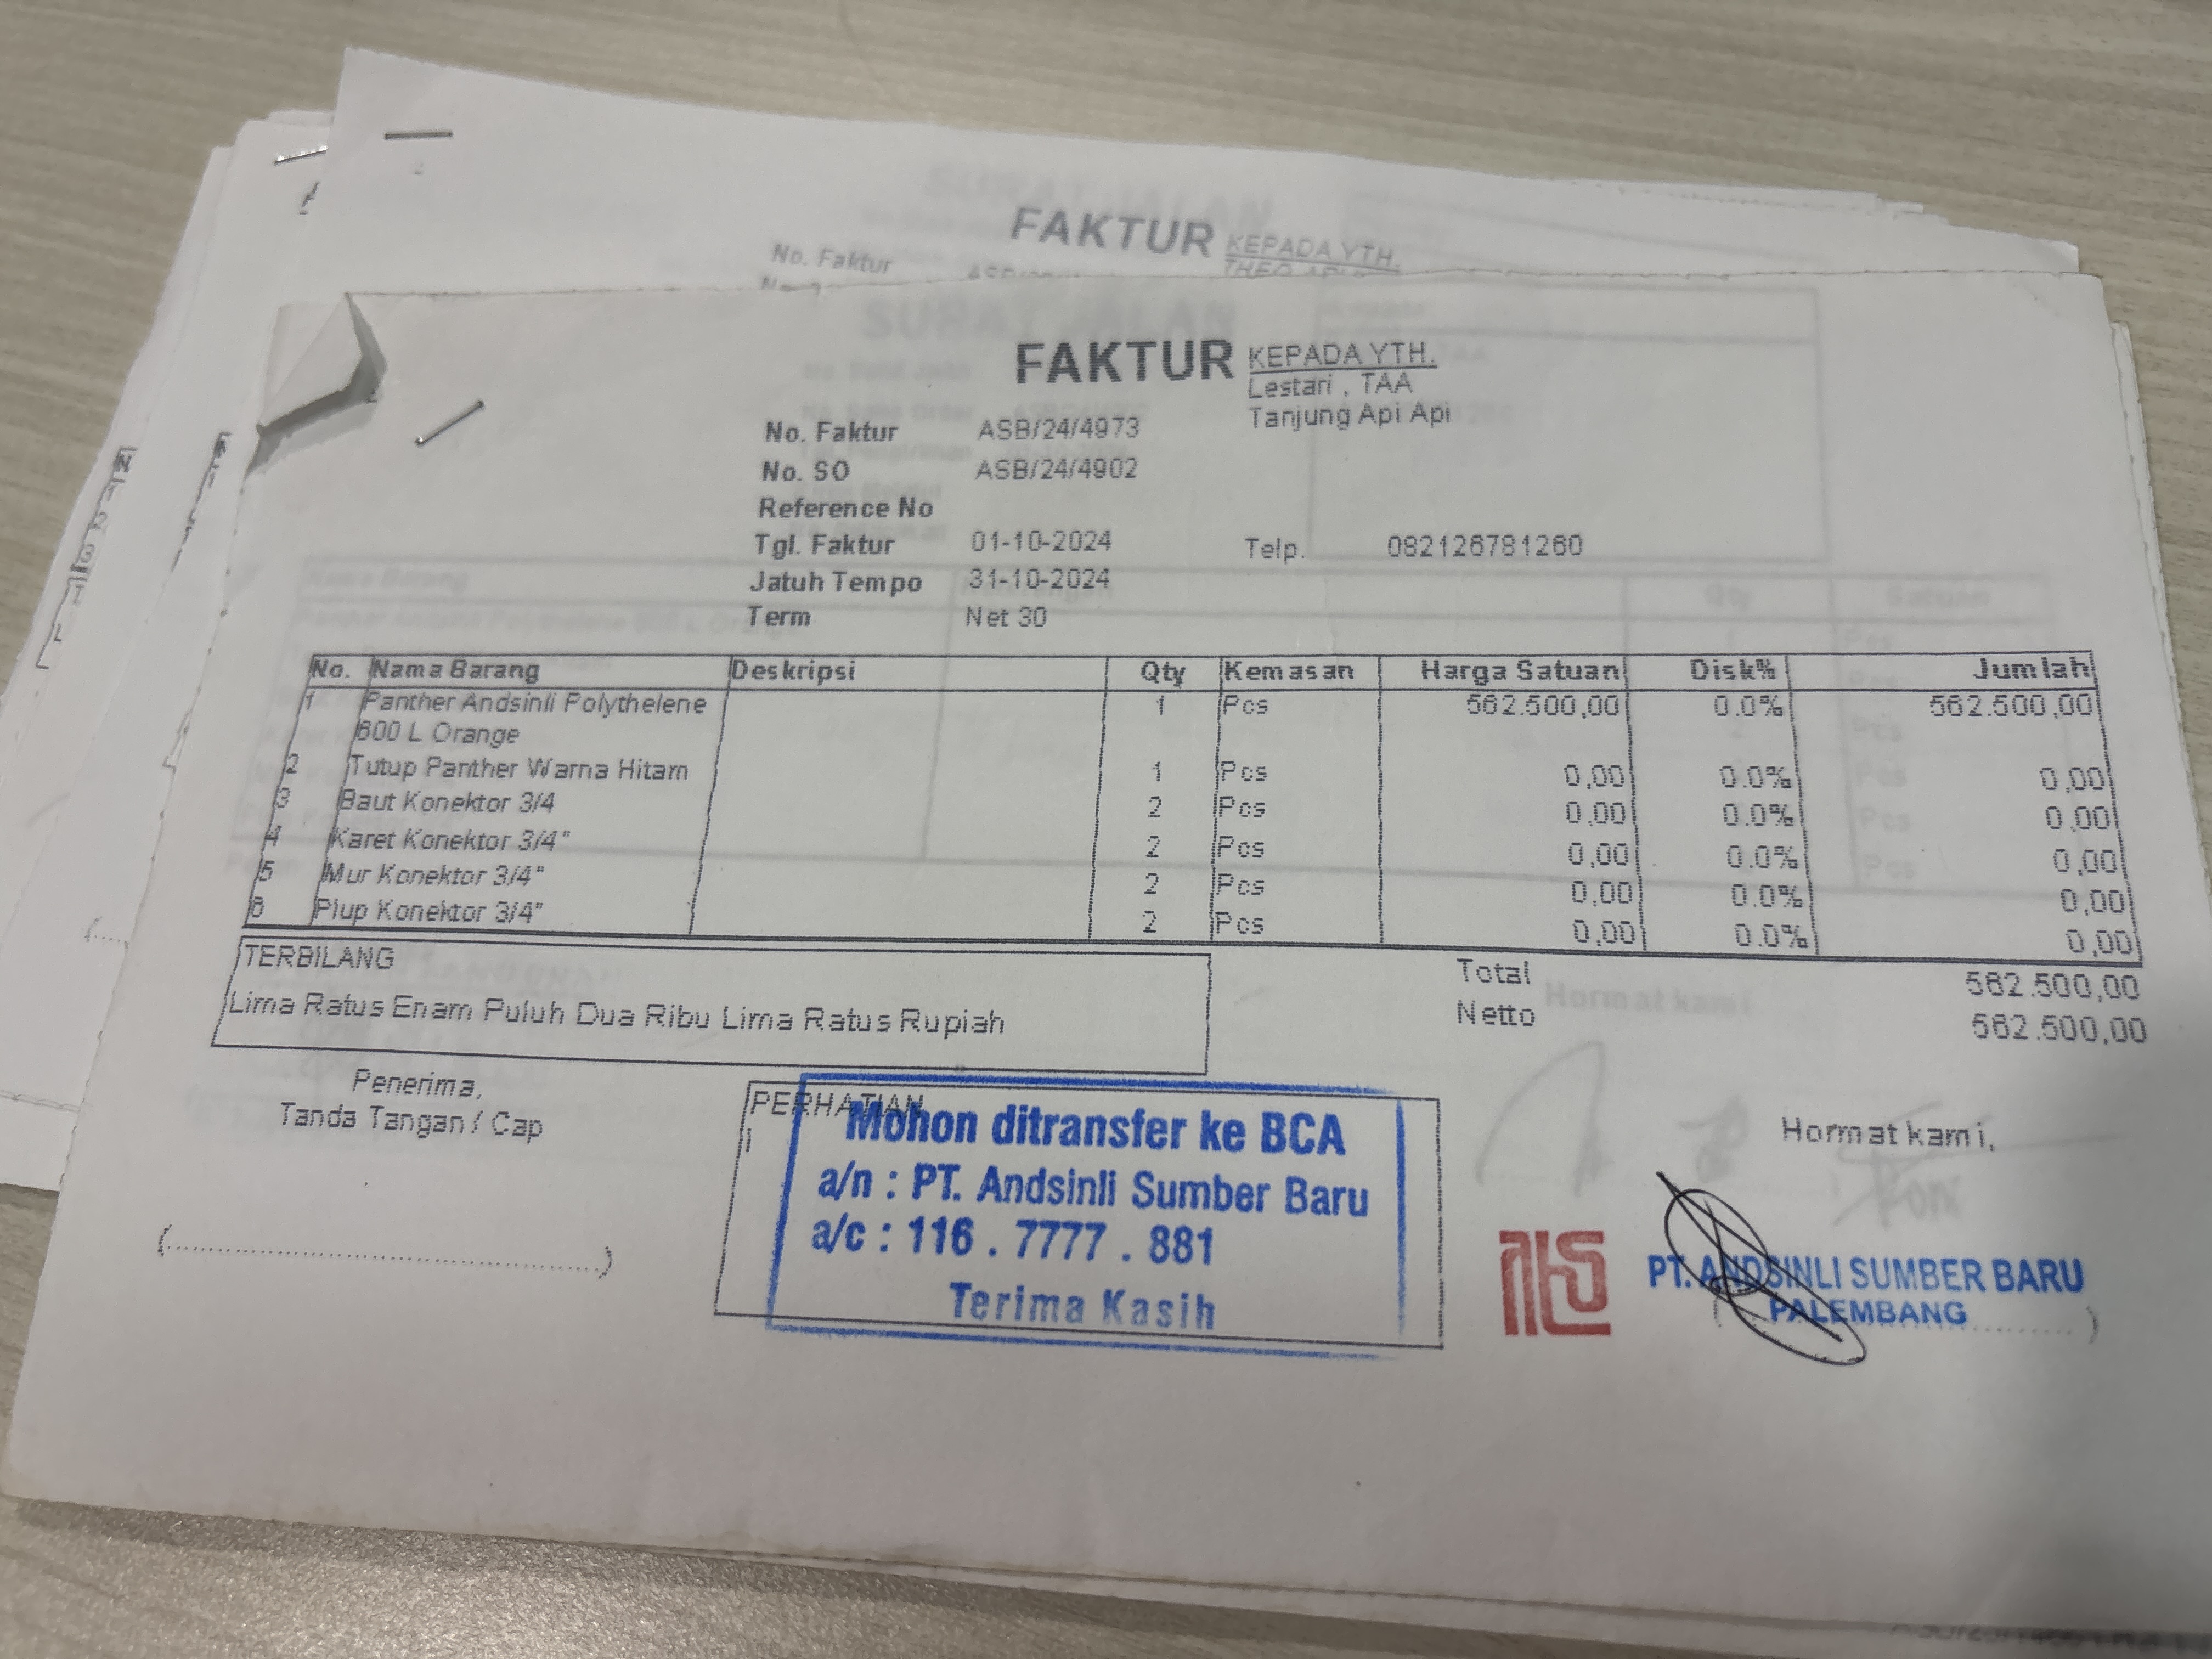 FAKTUR
KEPADA YTH.
No. Faktur
FAKTUR
KEPADA YTH.
Lestari , TAA
Tanjung Api Api
No. Faktur ASB/24/4973
No. SO ASB/24/4902
Reference No
Tgl. Faktur 01-10-2024 Telp. 082126781260
Jatuh Tempo 31-10-2024
Term Net 30
No. Nama Barang Deskripsi Qty Kemasan Harga Satuan Disk% Jumlah
1 Panther Andsinli Polythelene 1 Pcs 562.500,00 0.0% 562.500,00
600 L Orange
2 Tutup Panther Warna Hitam 1 Pcs 0,00 0.0% 0,00
3 Baut Konektor 3/4 2 Pcs 0,00 0.0% 0,00
4 Karet Konektor 3/4" 2 Pcs 0,00 0.0% 0,00
5 Mur Konektor 3/4" 2 Pcs 0,00 0.0% 0,00
6 Plup Konektor 3/4" 2 Pcs 0,00 0.0% 0,00
TERBILANG
Lima Ratus Enam Puluh Dua Ribu Lima Ratus Rupiah
Total 562.500,00
Netto 562.500,00
Penerima,
Tanda Tangan / Cap
(..............................)
PERHATIAN
Mohon ditransfer ke BCA
a/n : PT. Andsinli Sumber Baru
a/c : 116 . 7777 . 881
Terima Kasih
Hormat kami,
PT. ANDSINLI SUMBER BARU
PALEMBANG